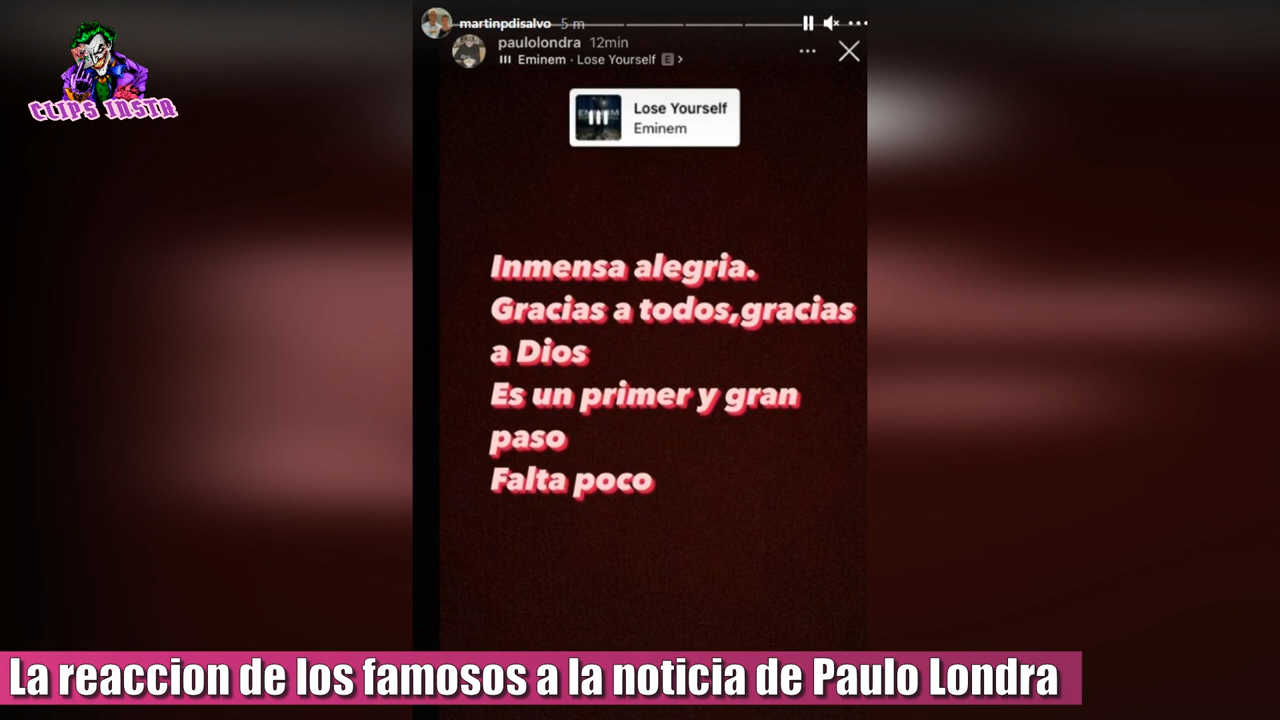 martinpdisalvo 5 m
paulolondra 12min
Eminem · Lose Yourself E >
Lose Yourself
Eminem
CLIPS INSTA
Inmensa alegria.
Gracias a todos,gracias
a Dios
Es un primer y gran
paso
Falta poco
La reaccion de los famosos a la noticia de Paulo Londra